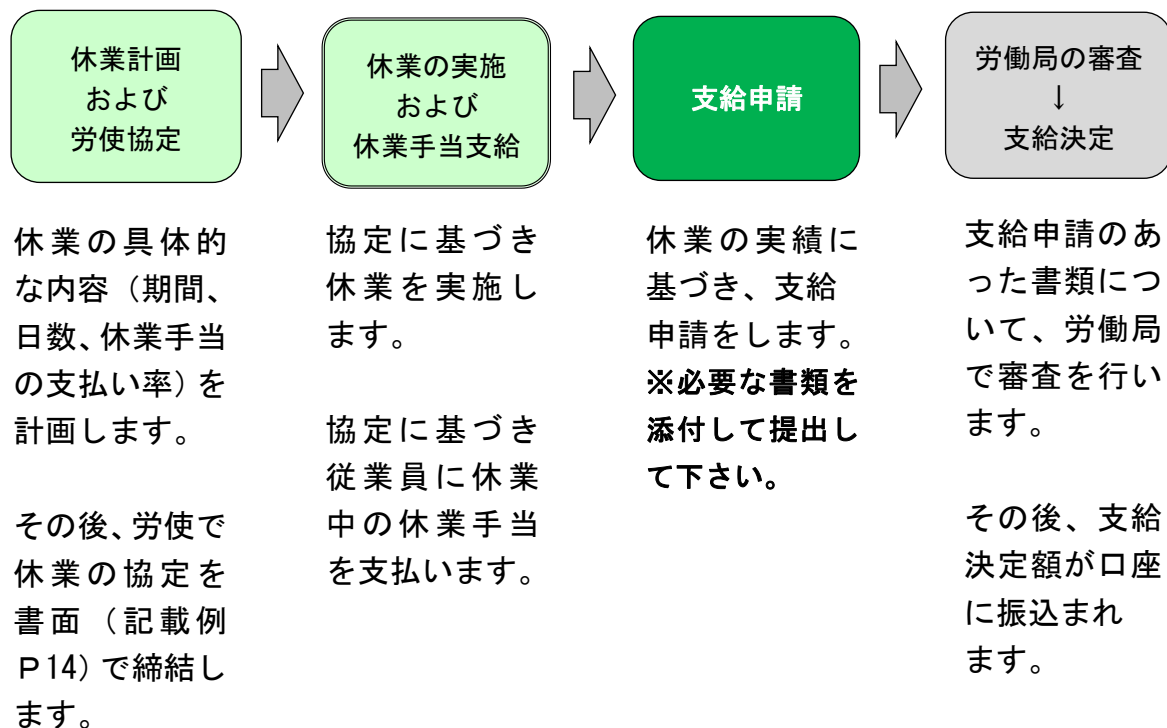 休業計画
および
労使協定
休業の実施
および
休業手当支給
支給申請
労働局の審査
↓
支給決定
休業の具体的
な内容（期間、
日数、休業手当
の支払い率）を
計画します。
その後、労使で
休業の協定を
書面（記載例
Ｐ14）で締結し
ます。
協定に基づき
休業を実施し
ます。
協定に基づき
従業員に休業
中の休業手当
を支払います。
休業の実績に
基づき、支給
申請をします。
※必要な書類を
添付して提出し
て下さい。
支給申請のあ
った書類につ
いて、労働局
で審査を行い
ます。
その後、支給
決定額が口座
に振込まれ
ます。